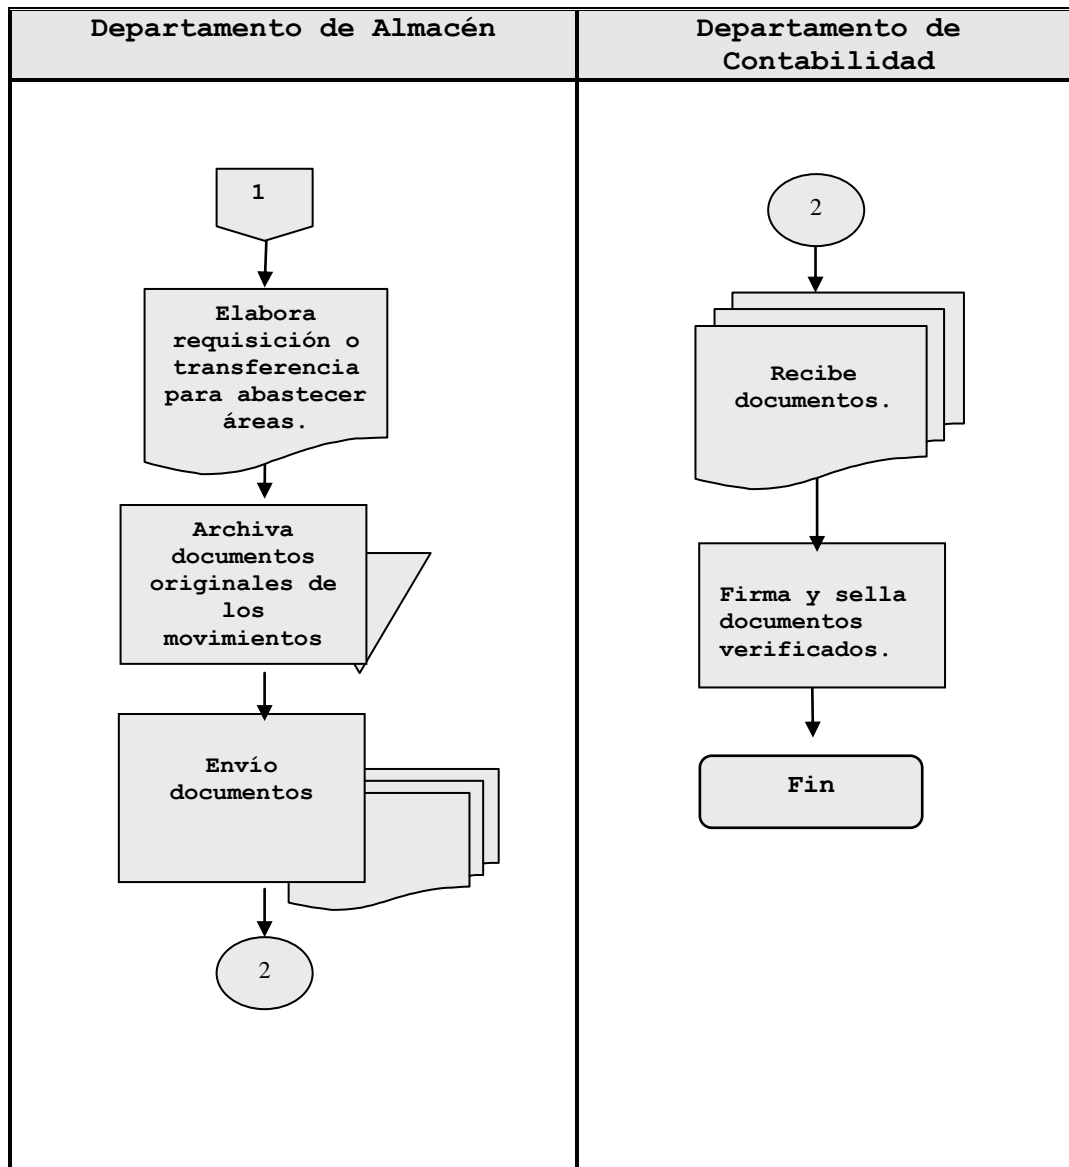 Departamento de Almacén
Departamento de
Contabilidad
1
Elabora
requisición o
transferencia
para abastecer
áreas.
Archiva
documentos
originales de
los
movimientos
Envío
documentos
2
2
Recibe
documentos.
Firma y sella
documentos
verificados.
Fin